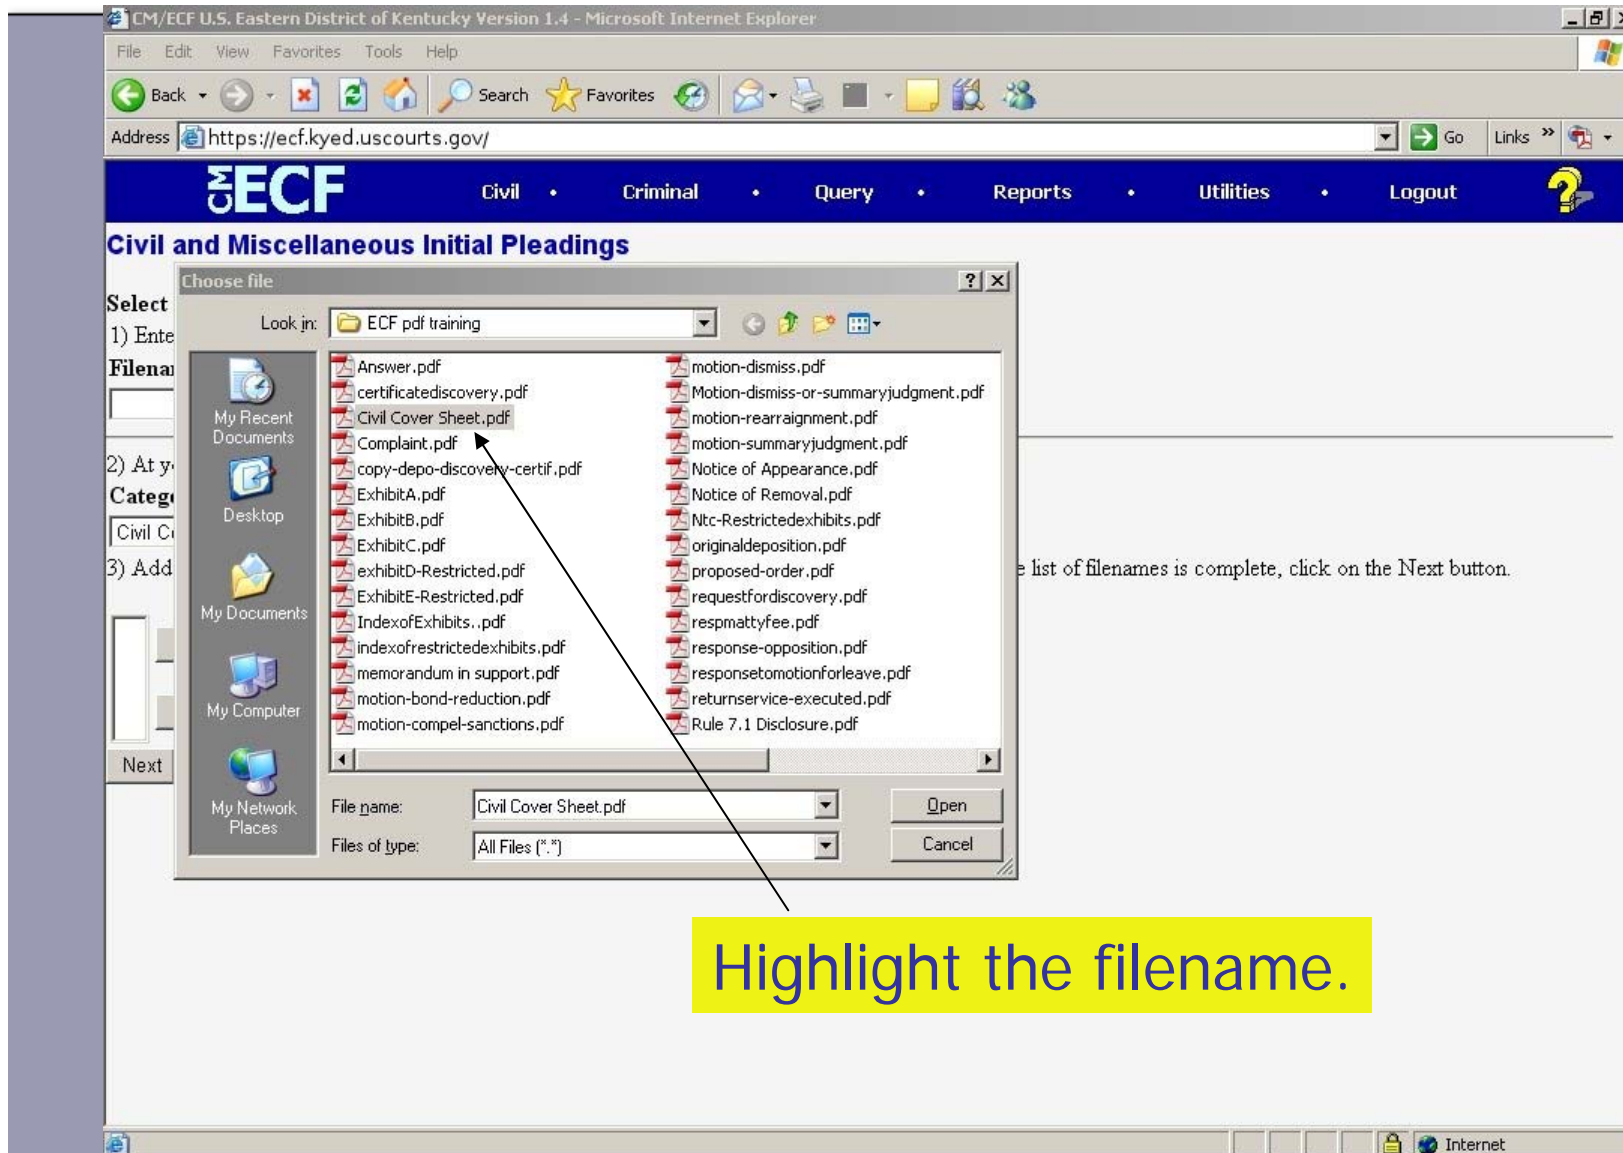 CM/ECF U.S. Eastern District of Kentucky Version 1.4 - Microsoft Internet Explorer
File Edit View Favorites Tools Help
Back Search Favorites
Address https://ecf.kyed.uscourts.gov/ Go Links »
CM ECF Civil • Criminal • Query • Reports • Utilities • Logout ?
Civil and Miscellaneous Initial Pleadings
Choose file
Select
Look in: ECF pdf training
1) Ente
Filenam
My Recent Documents
Desktop
My Documents
My Computer
My Network Places
Answer.pdf
certificatediscovery.pdf
Civil Cover Sheet.pdf
Complaint.pdf
copy-depo-discovery-certif.pdf
ExhibitA.pdf
ExhibitB.pdf
ExhibitC.pdf
exhibitD-Restricted.pdf
ExhibitE-Restricted.pdf
IndexofExhibits..pdf
indexofrestrictedexhibits.pdf
memorandum in support.pdf
motion-bond-reduction.pdf
motion-compel-sanctions.pdf
motion-dismiss.pdf
Motion-dismiss-or-summaryjudgment.pdf
motion-rearraignment.pdf
motion-summaryjudgment.pdf
Notice of Appearance.pdf
Notice of Removal.pdf
Ntc-Restrictedexhibits.pdf
originaldeposition.pdf
proposed-order.pdf
requestfordiscovery.pdf
respmattyfee.pdf
response-opposition.pdf
responsetomotionforleave.pdf
returnservice-executed.pdf
Rule 7.1 Disclosure.pdf
2) At y
Catego
Civil C
3) Add e list of filenames is complete, click on the Next button.
Next
File name: Civil Cover Sheet.pdf Open
Files of type: All Files (*.*) Cancel
Highlight the filename.
Internet